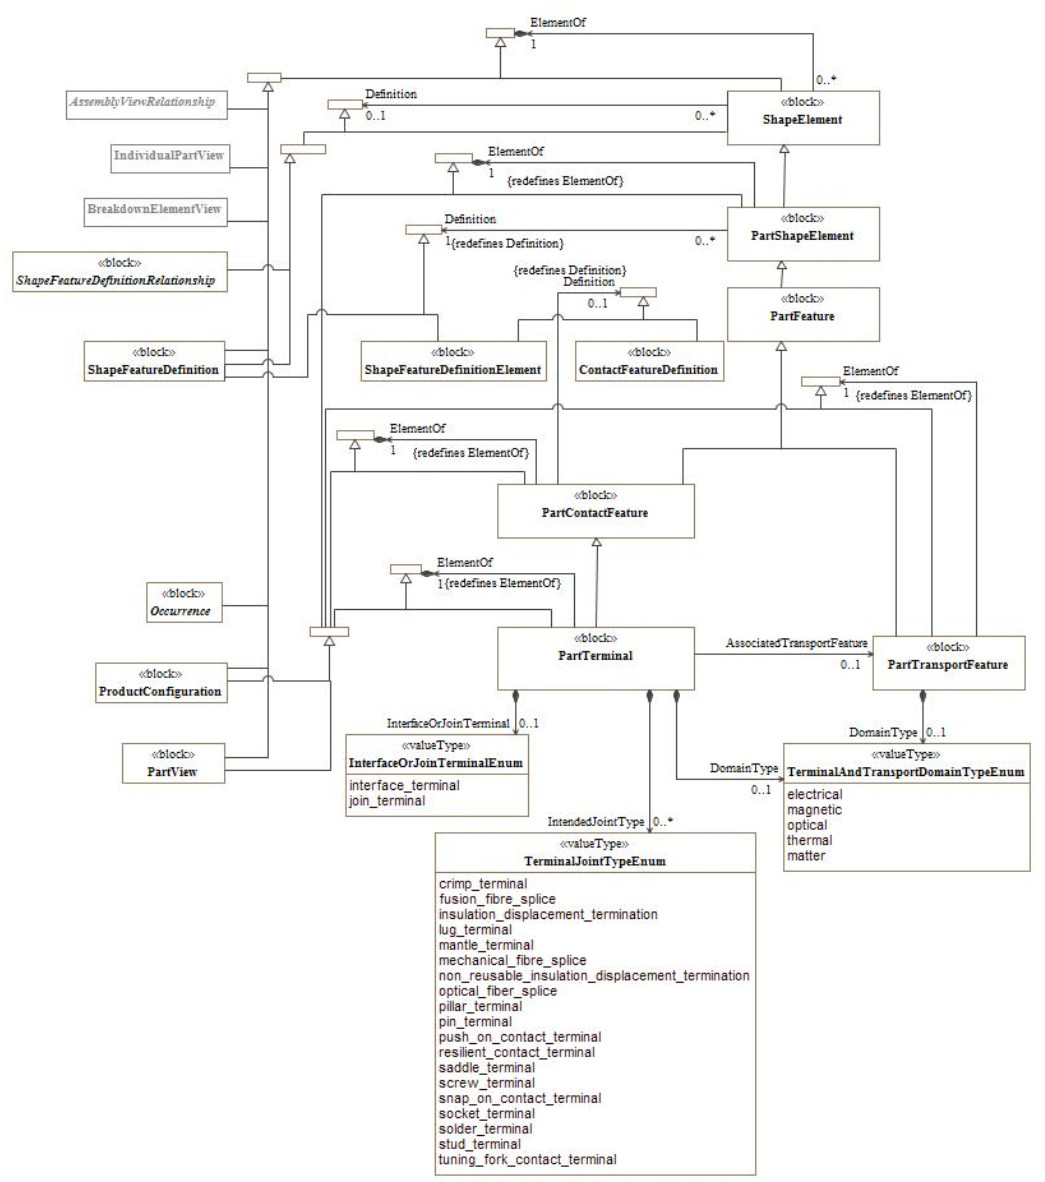 ElementOf
1
0..*
AssemblyViewRelationship
Definition
0..1
0..*
«block»
ShapeElement
IndividualPartView
ElementOf
1
{redefines ElementOf}
BreakdownElementView
Definition
1
{redefines Definition}
0..*
«block»
PartShapeElement
«block»
ShapeFeatureDefinitionRelationship
{redefines Definition}
Definition
0..1
«block»
PartFeature
«block»
ShapeFeatureDefinition
«block»
ShapeFeatureDefinitionElement
«block»
ContactFeatureDefinition
ElementOf
1
{redefines ElementOf}
ElementOf
1
{redefines ElementOf}
«block»
PartContactFeature
ElementOf
1
{redefines ElementOf}
«block»
Occurrence
«block»
PartTerminal
AssociatedTransportFeature
0..1
«block»
PartTransportFeature
«block»
ProductConfiguration
InterfaceOrJoinTerminal
0..1
DomainType
0..1
«block»
PartView
«valueType»
InterfaceOrJoinTerminalEnum
interface_terminal
join_terminal
DomainType
0..1
«valueType»
TerminalAndTransportDomainTypeEnum
electrical
magnetic
optical
thermal
matter
IntendedJointType
0..*
«valueType»
TerminalJointTypeEnum
crimp_terminal
fusion_fibre_splice
insulation_displacement_termination
lug_terminal
mantle_terminal
mechanical_fibre_splice
non_reusable_insulation_displacement_termination
optical_fiber_splice
pillar_terminal
pin_terminal
push_on_contact_terminal
resilient_contact_terminal
saddle_terminal
screw_terminal
snap_on_contact_terminal
socket_terminal
solder_terminal
stud_terminal
tuning_fork_contact_terminal